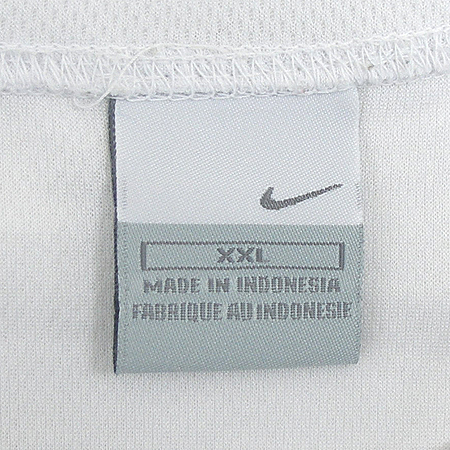 XXL
MADE IN INDONESIA
FABRIQUE AU INDONESIE